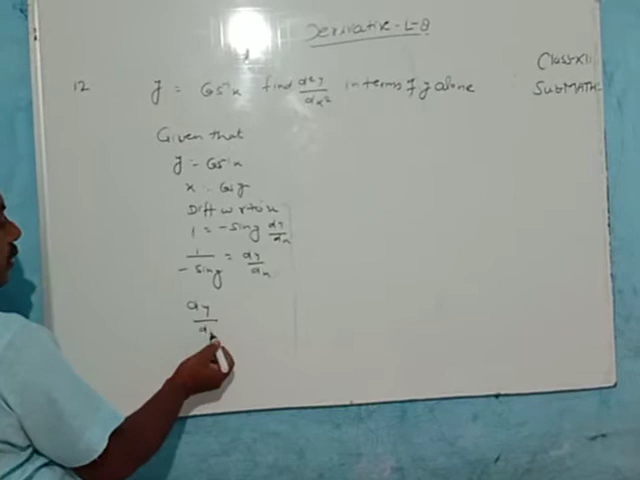 Derivative-L-8
Class-XII
Sub MATH
12 y = Cos⁻¹x find d²y/dx² in terms of y alone
Given that
y = Cos⁻¹x
x = Cos y
Diff w r to x
1 = -sin y dy/dx
1/-sin y = dy/dx
dy/d